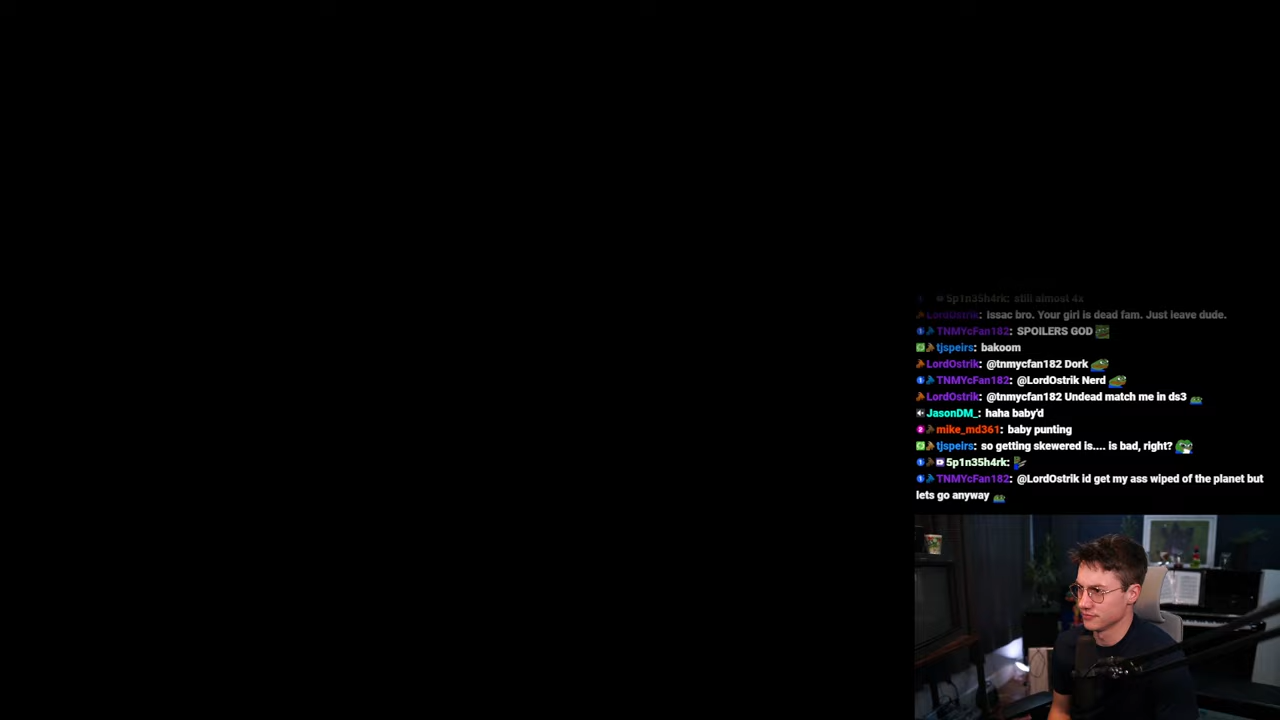 5p1n35h4rk: still almost 4x
LordOstrik: Issac bro. Your girl is dead fam. Just leave dude.
TNMYcFan182: SPOILERS GOD
tjspeirs: bakoom
LordOstrik: @tnmycfan182 Dork
TNMYcFan182: @LordOstrik Nerd
LordOstrik: @tnmycfan182 Undead match me in ds3
JasonDM_: haha baby'd
mike_md361: baby punting
tjspeirs: so getting skewered is.... is bad, right?
5p1n35h4rk:
TNMYcFan182: @LordOstrik id get my ass wiped of the planet but
lets go anyway